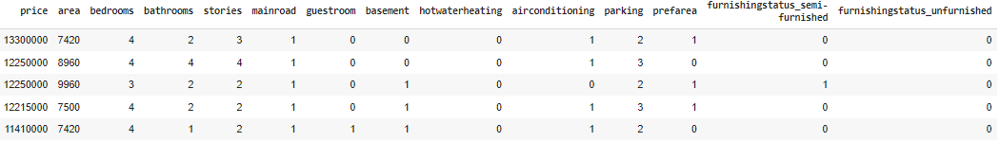 price area bedrooms bathrooms stories mainroad guestroom basement hotwaterheating airconditioning parking prefarea furnishingstatus_semi-furnished furnishingstatus_unfurnished
13300000 7420 4 2 3 1 0 0 0 1 2 1 0 0
12250000 8960 4 4 4 1 0 0 0 1 3 0 0 0
12250000 9960 3 2 2 1 0 1 0 0 2 1 1 0
12215000 7500 4 2 2 1 0 1 0 1 3 1 0 0
11410000 7420 4 1 2 1 1 1 0 1 2 0 0 0